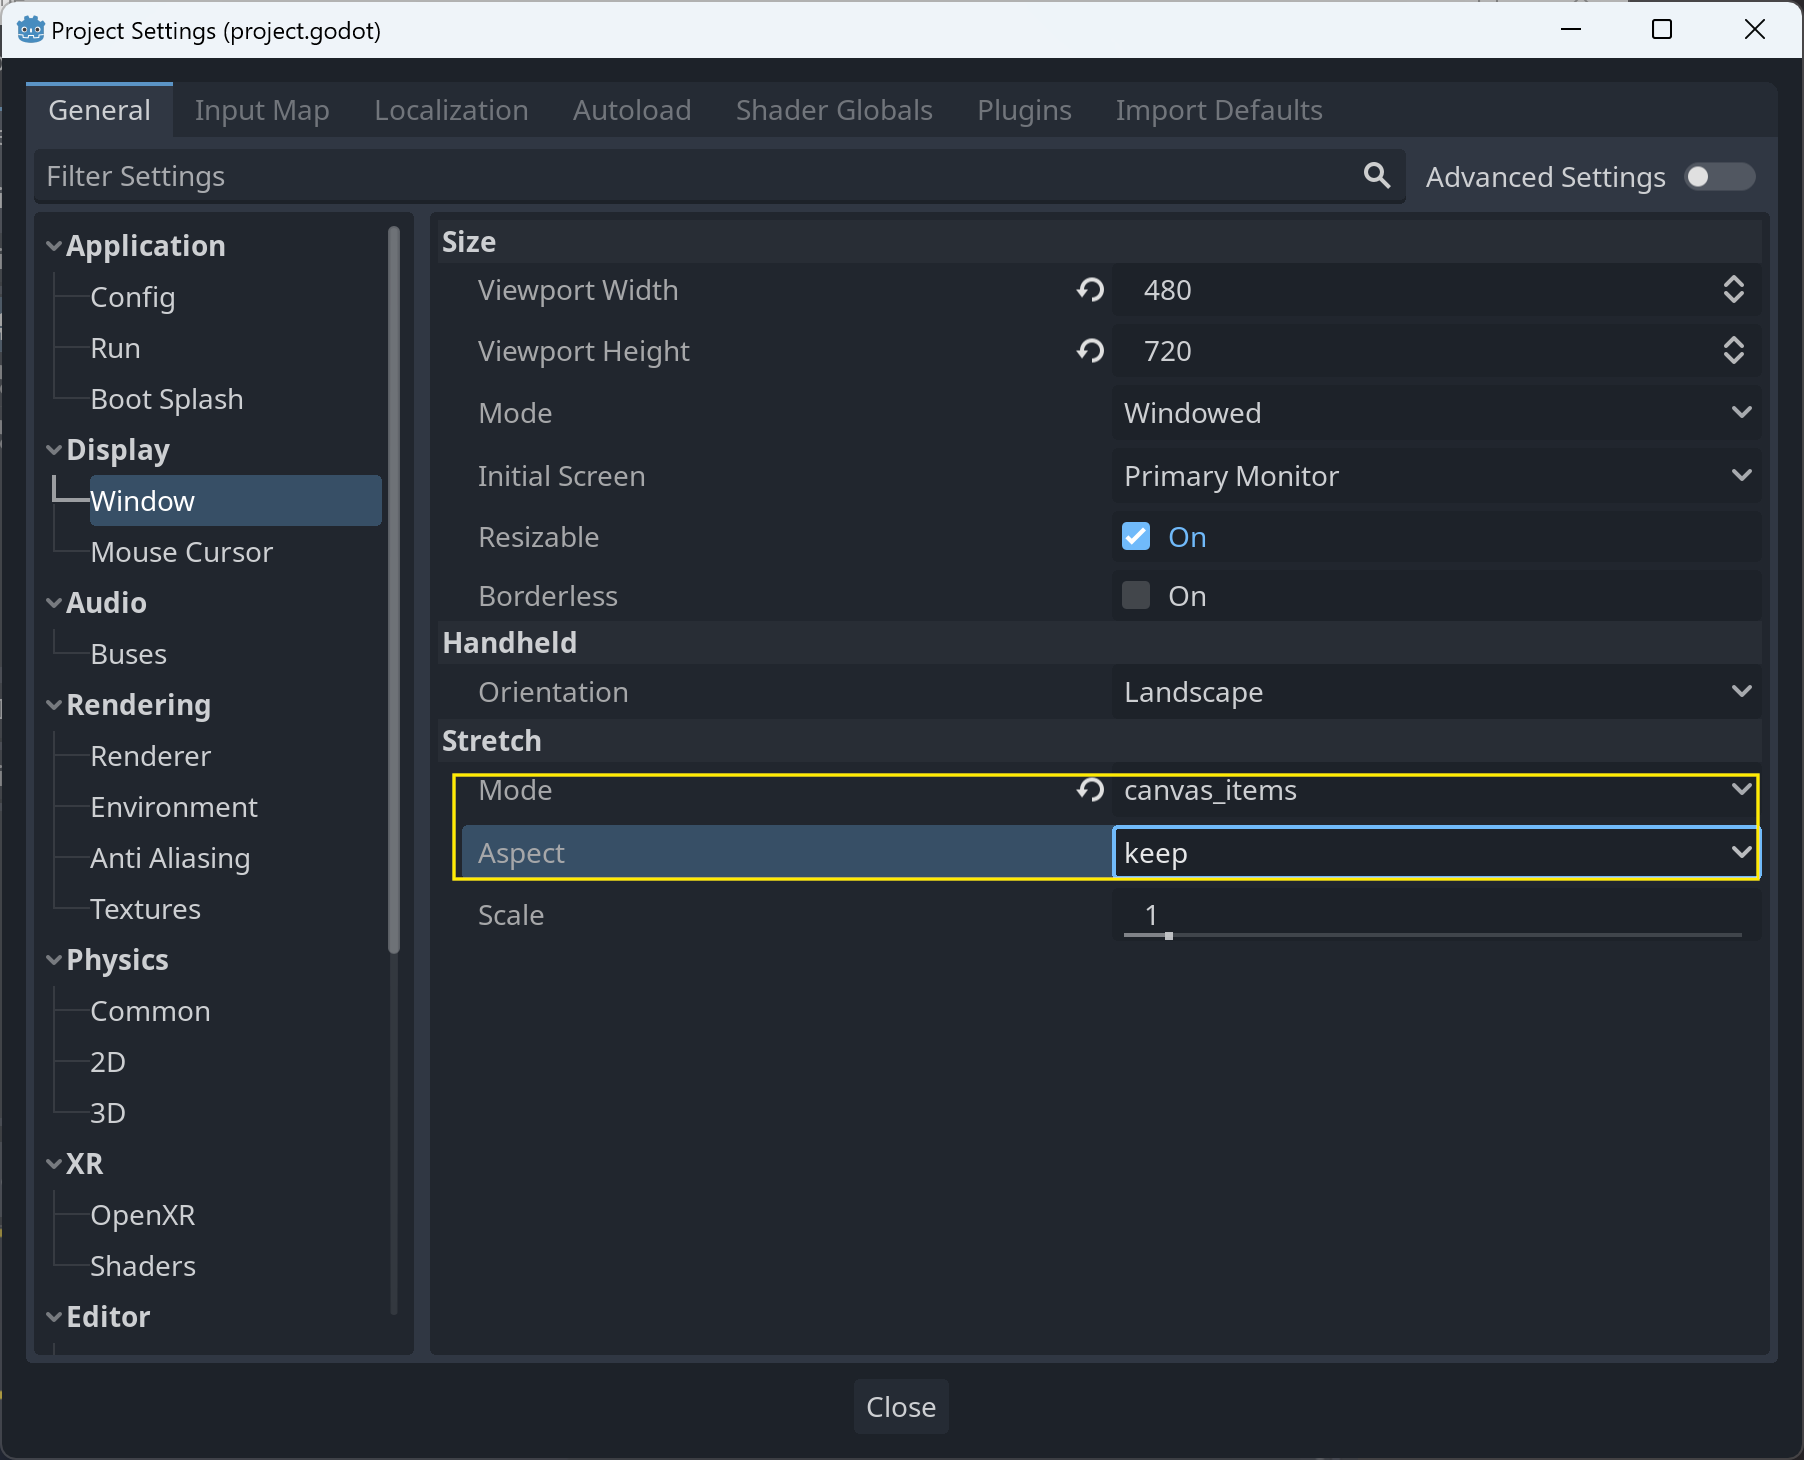 Project Settings (project.godot)
General Input Map Localization Autoload Shader Globals Plugins Import Defaults
Filter Settings Advanced Settings
Application
Config
Run
Boot Splash
Display
Window
Mouse Cursor
Audio
Buses
Rendering
Renderer
Environment
Anti Aliasing
Textures
Physics
Common
2D
3D
XR
OpenXR
Shaders
Editor
Size
Viewport Width 480
Viewport Height 720
Mode Windowed
Initial Screen Primary Monitor
Resizable On
Borderless On
Handheld
Orientation Landscape
Stretch
Mode canvas_items
Aspect keep
Scale 1
Close